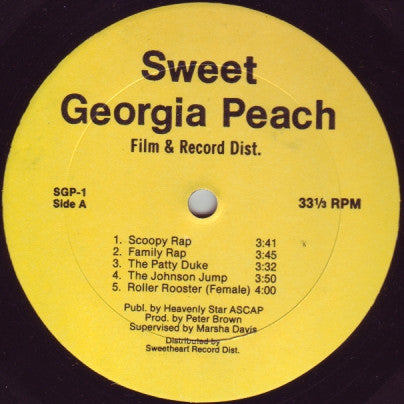 Sweet
Georgia Peach
Film & Record Dist.
SGP-1
Side A
33⅓ RPM
1. Scoopy Rap 3:41
2. Family Rap 3:45
3. The Patty Duke 3:32
4. The Johnson Jump 3:50
5. Roller Rooster (Female) 4:00
Publ. by Heavenly Star ASCAP
Prod. by Peter Brown
Supervised by Marsha Davis
Distributed by
Sweetheart Record Dist.